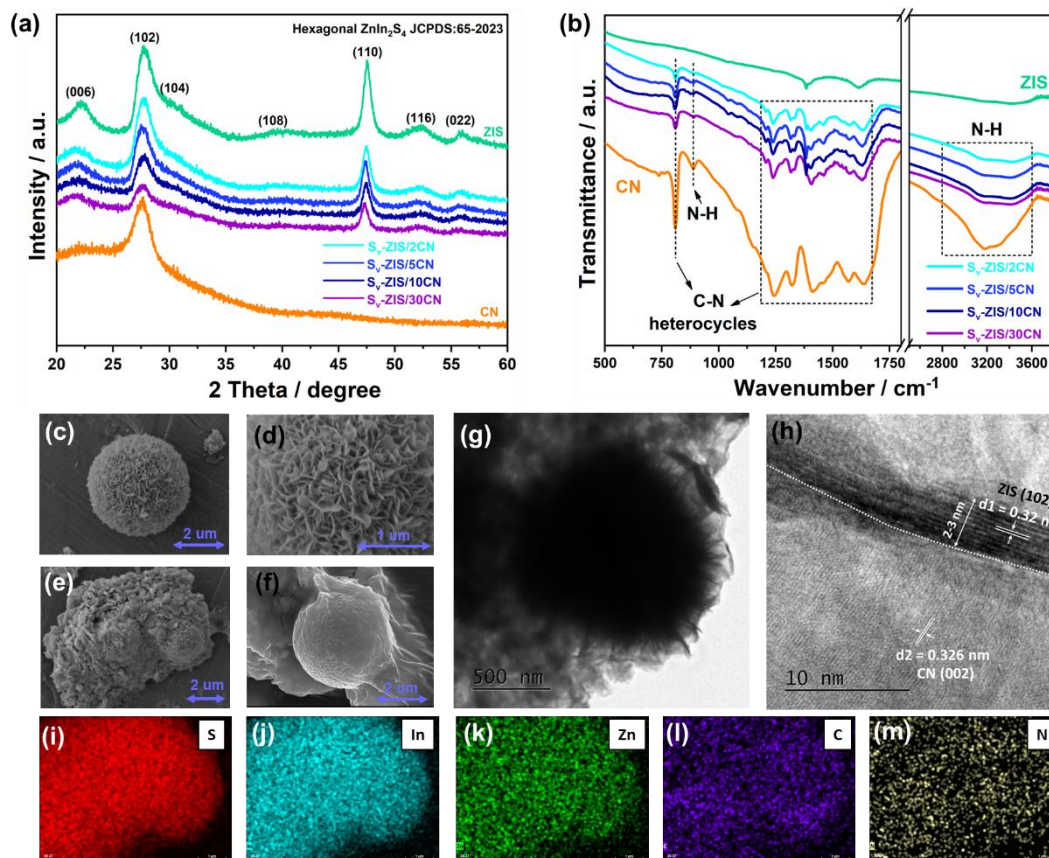 (a)
Hexagonal ZnIn₂S₄ JCPDS:65-2023
(006)
(102)
(104)
(108)
(110)
(116)
(022)
ZIS
Sᵥ-ZIS/2CN
Sᵥ-ZIS/5CN
Sᵥ-ZIS/10CN
Sᵥ-ZIS/30CN
CN
Intensity / a.u.
20 25 30 35 40 45 50 55 60
2 Theta / degree
(b)
ZIS
N-H
CN
N-H
C-N
heterocycles
Sᵥ-ZIS/2CN
Sᵥ-ZIS/5CN
Sᵥ-ZIS/10CN
Sᵥ-ZIS/30CN
Transmittance / a.u.
500 750 1000 1250 1500 1750 2800 3200 3600
Wavenumber / cm⁻¹
(c)
2 um
(d)
1 um
(e)
2 um
(f)
2 um
(g)
500 nm
(h)
ZIS (102
d1 = 0.32 n
2-3 nm
d2 = 0.326 nm
CN (002)
10 nm
(i)
S
(j)
In
(k)
Zn
(l)
C
(m)
N